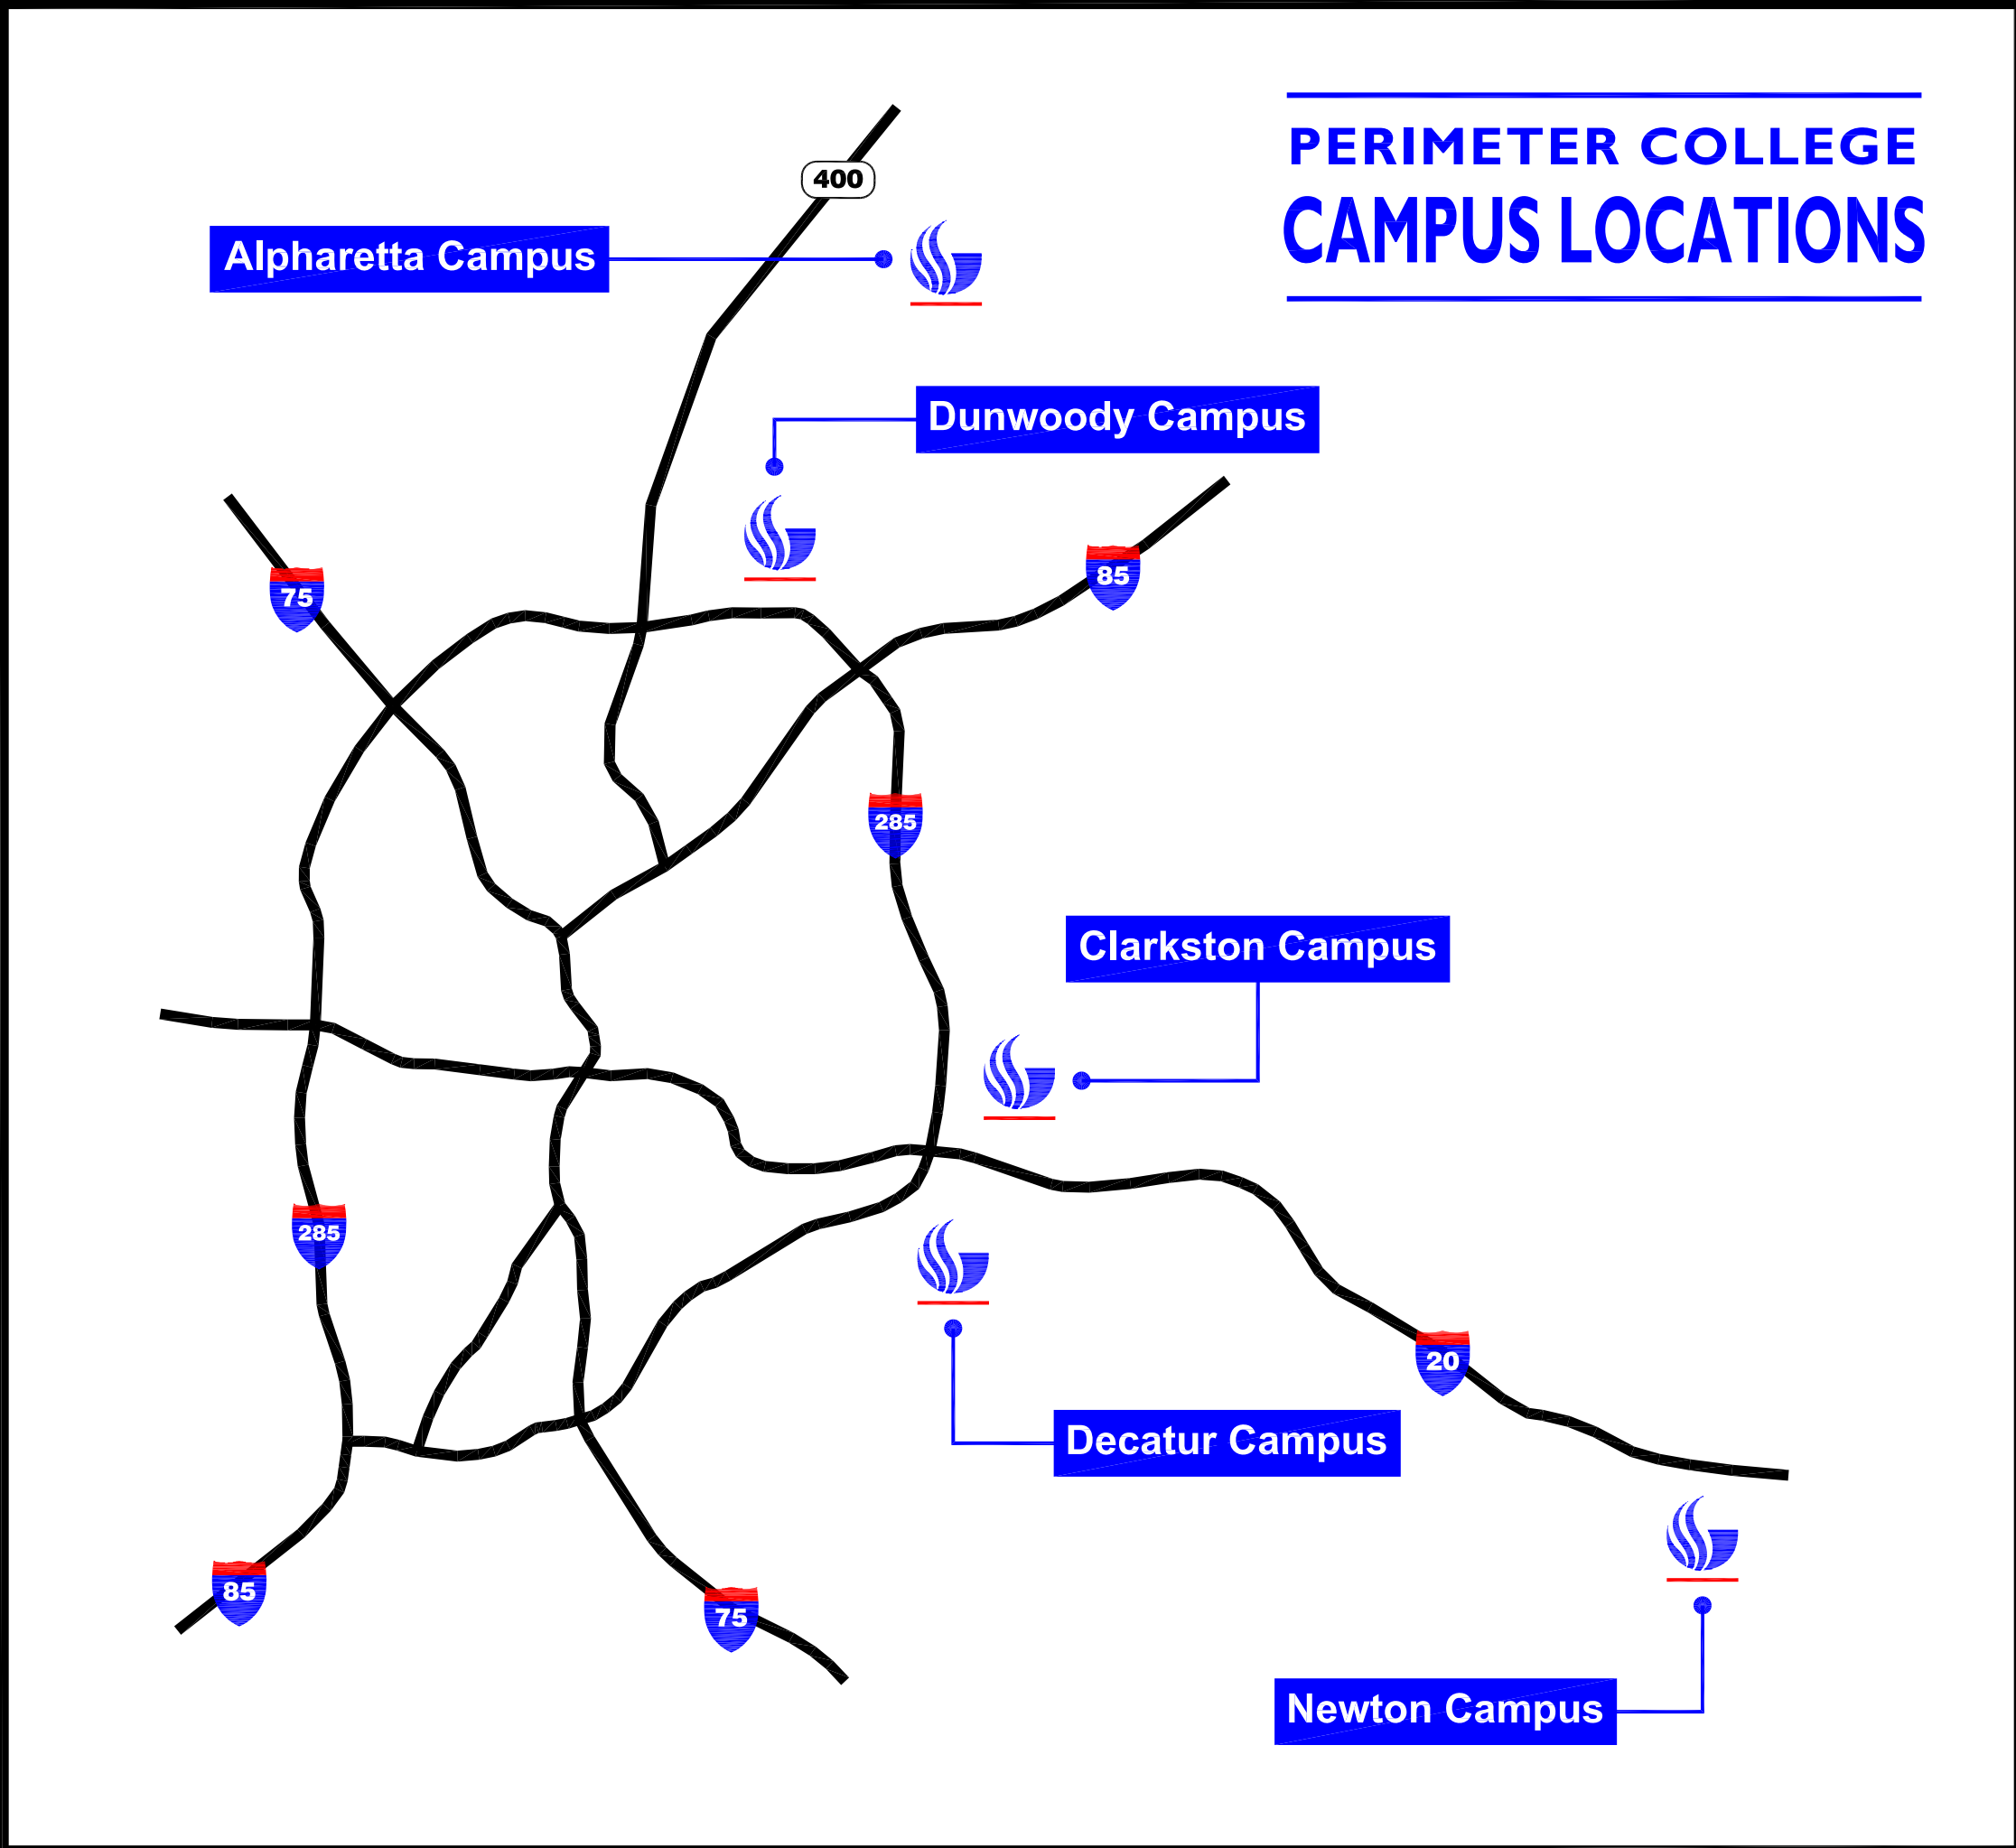 PERIMETER COLLEGE
CAMPUS LOCATIONS
400
Alpharetta Campus
Dunwoody Campus
75
85
285
Clarkston Campus
285
20
Decatur Campus
85
75
Newton Campus